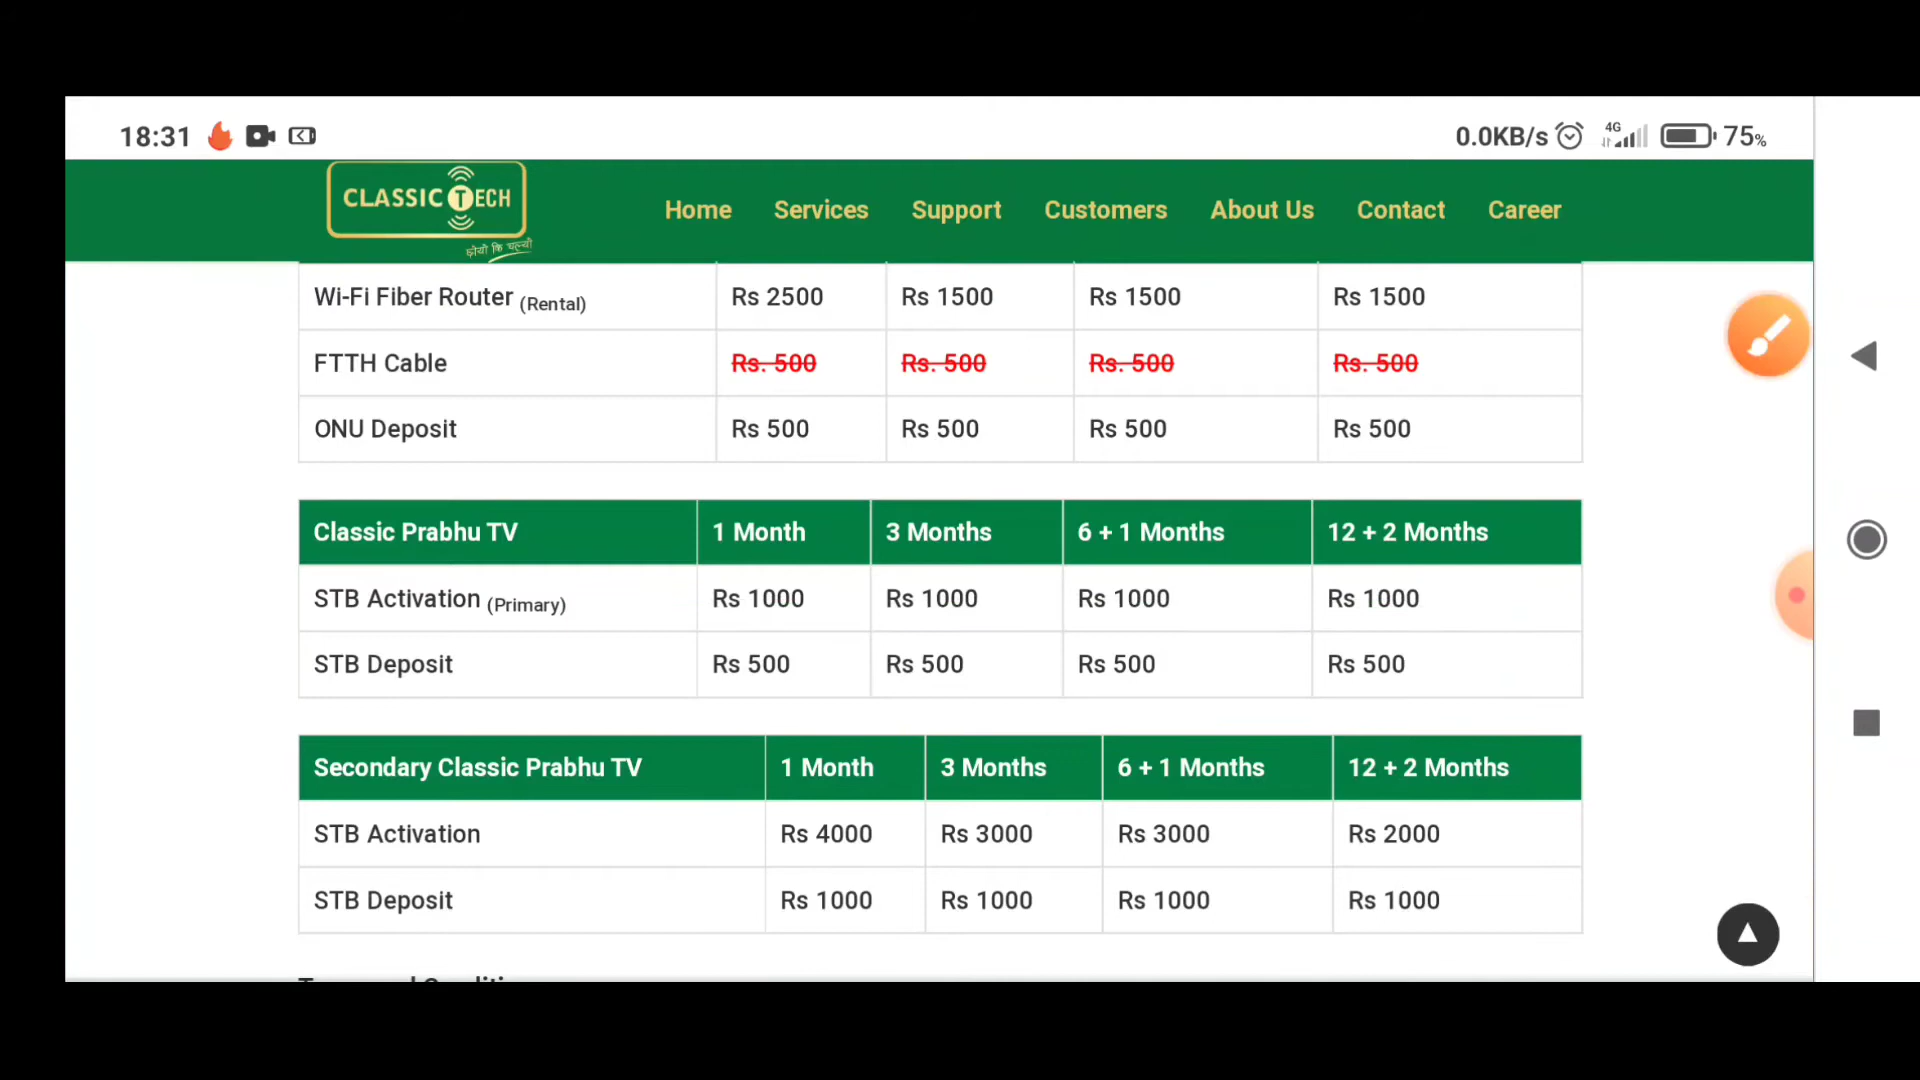 18:31 0.0KB/s 4G 75%
CLASSIC TECH
छोयो कि चल्यो
Home Services Support Customers About Us Contact Career
Wi-Fi Fiber Router (Rental) Rs 2500 Rs 1500 Rs 1500 Rs 1500
FTTH Cable Rs. 500 Rs. 500 Rs. 500 Rs. 500
ONU Deposit Rs 500 Rs 500 Rs 500 Rs 500
Classic Prabhu TV 1 Month 3 Months 6 + 1 Months 12 + 2 Months
STB Activation (Primary) Rs 1000 Rs 1000 Rs 1000 Rs 1000
STB Deposit Rs 500 Rs 500 Rs 500 Rs 500
Secondary Classic Prabhu TV 1 Month 3 Months 6 + 1 Months 12 + 2 Months
STB Activation Rs 4000 Rs 3000 Rs 3000 Rs 2000
STB Deposit Rs 1000 Rs 1000 Rs 1000 Rs 1000